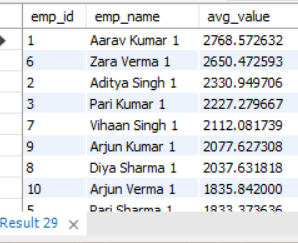 emp_id emp_name avg_value
1 Aarav Kumar 1 2768.572632
6 Zara Verma 1 2650.472593
2 Aditya Singh 1 2330.949706
3 Pari Kumar 1 2227.279667
7 Vihaan Singh 1 2112.081739
9 Arjun Kumar 1 2077.627308
8 Diya Sharma 1 2037.631818
10 Arjun Verma 1 1835.842000
5 Pari Sharma 1 1833.373636
Result 29